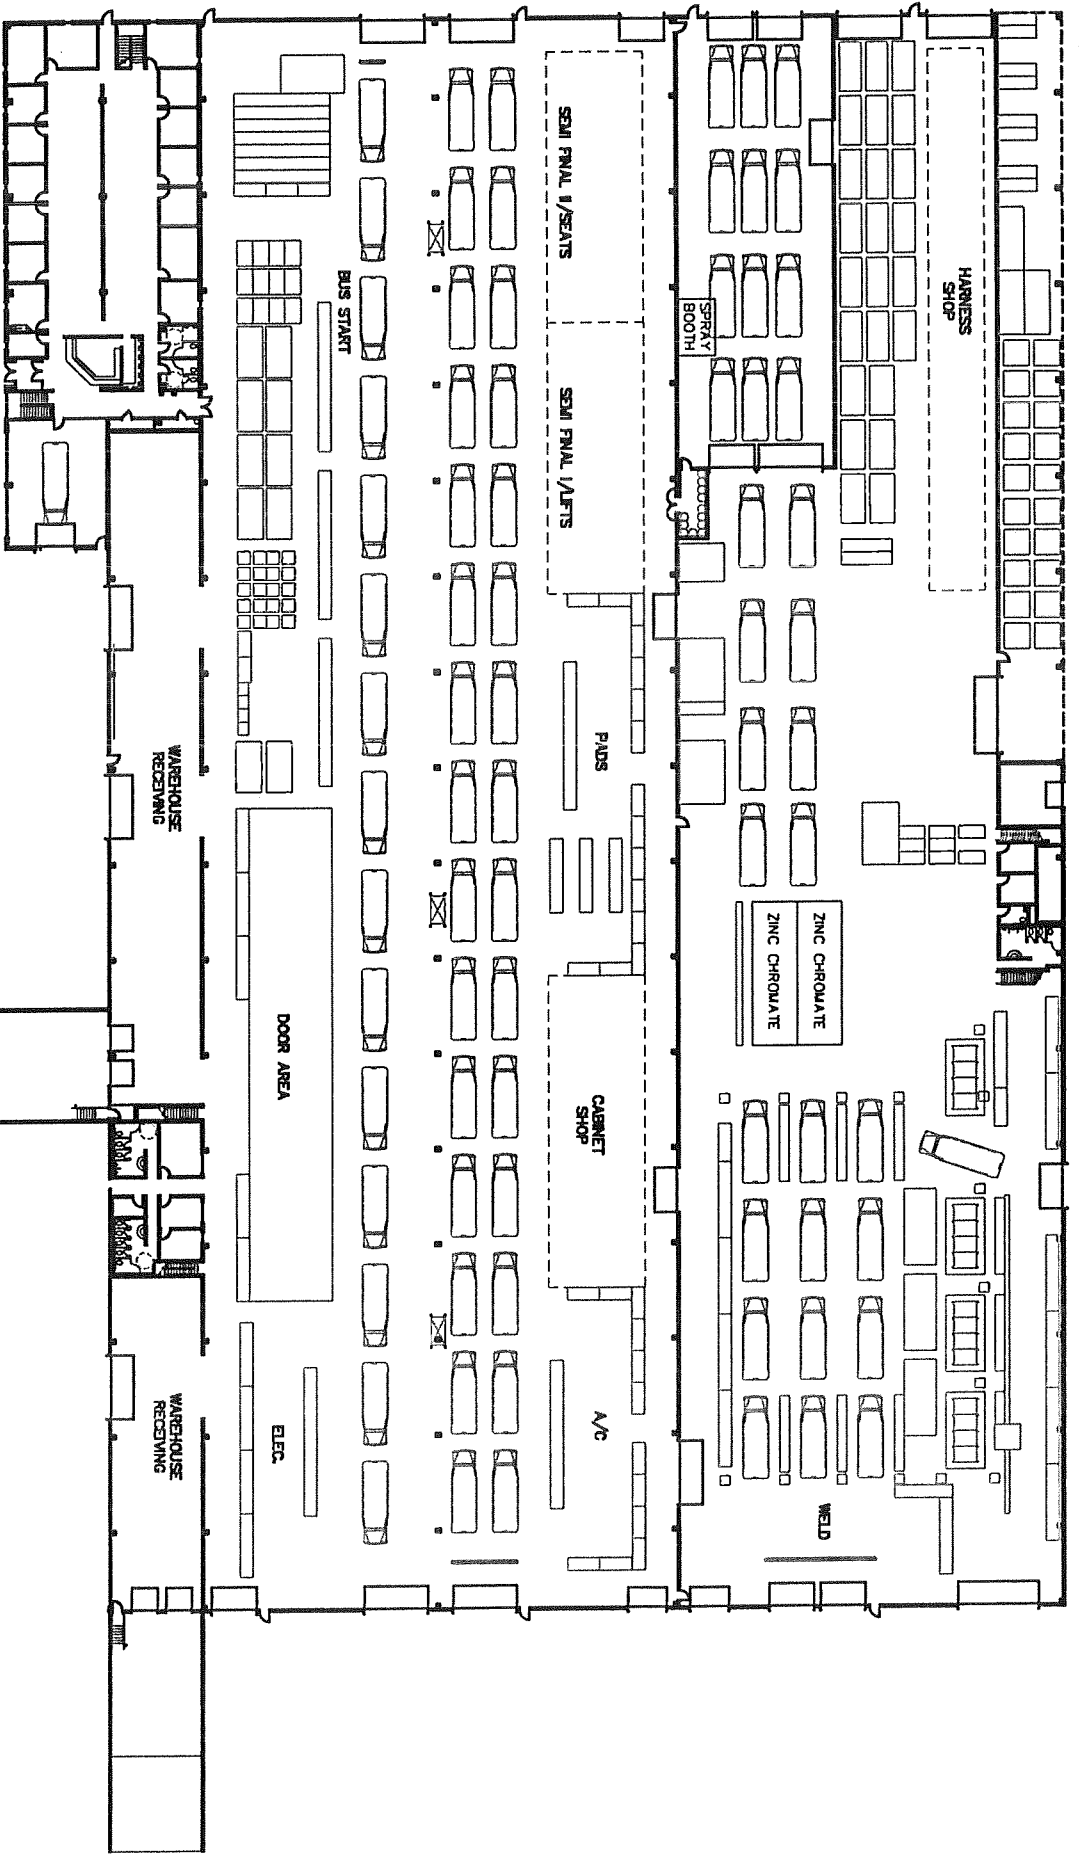 SEMI FINAL II/SEATS
HARNESS
SHOP
BUS START
SPRAY
BOOTH
SEMI FINAL I/LIFTS
PADS
WAREHOUSE
RECEIVING
ZINC CHROMATE
ZINC CHROMATE
DOOR AREA
CABINET
SHOP
A/C
WAREHOUSE
RECEIVING
ELEC.
WELD